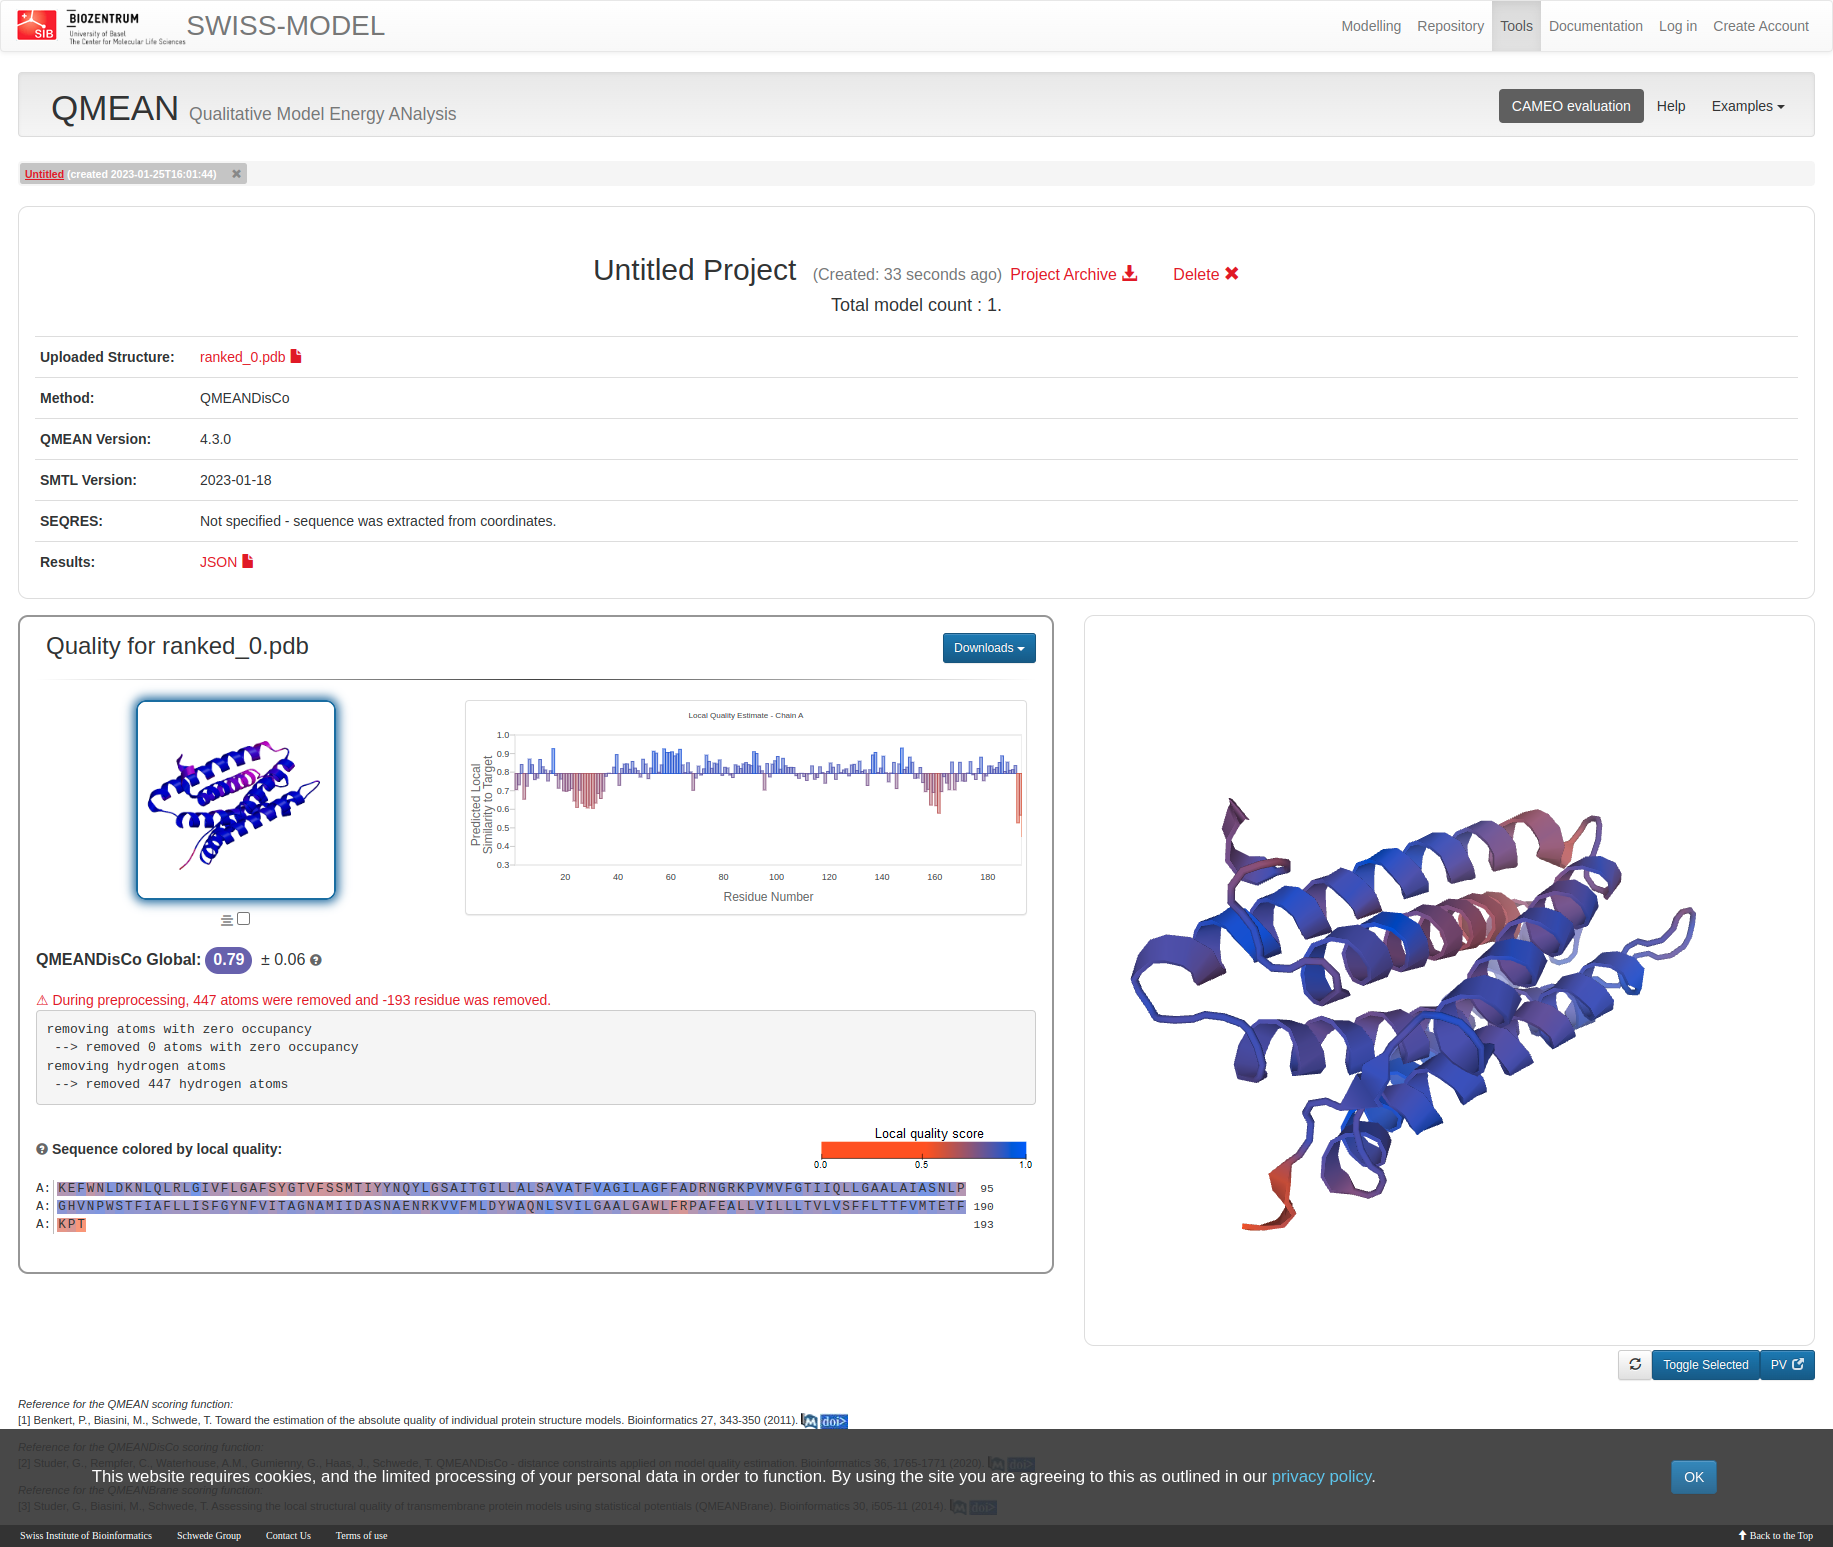 SIB
BIOZENTRUM
University of Basel
The Center for Molecular Life Sciences
SWISS-MODEL
Modelling Repository Tools Documentation Log in Create Account
QMEAN Qualitative Model Energy ANalysis
CAMEO evaluation Help Examples
Untitled (created 2023-01-25T16:01:44) ✖
Untitled Project (Created: 33 seconds ago) Project Archive Delete ✖
Total model count : 1.
Uploaded Structure: ranked_0.pdb
Method: QMEANDisCo
QMEAN Version: 4.3.0
SMTL Version: 2023-01-18
SEQRES: Not specified - sequence was extracted from coordinates.
Results: JSON
Quality for ranked_0.pdb
Downloads
Local Quality Estimate - Chain A
Predicted Local
Similarity to Target
1.0
0.9
0.8
0.7
0.6
0.5
0.4
0.3
20 40 60 80 100 120 140 160 180
Residue Number
QMEANDisCo Global: 0.79 ± 0.06
⚠ During preprocessing, 447 atoms were removed and -193 residue was removed.
removing atoms with zero occupancy
--> removed 0 atoms with zero occupancy
removing hydrogen atoms
--> removed 447 hydrogen atoms
Sequence colored by local quality:
Local quality score
0.0 0.5 1.0
A: KEFWNLDKNLQLRLGIVFLGAFSYGTVFSSMTIYYNQYLGSAITGILLALSAVATFVAGILAGFFADRNGRKPVMVFGTIIQLLGAALAIASNLP 95
A: GHVNPWSTFIAFLLISFGYNFVITAGNAMIIDASNAENRKVVFMLDYWAQNLSVILGAALGAWLFRPAFEALLVILLLTVLVSFFLTTFVMTETF 190
A: KPT 193
Toggle Selected PV
Reference for the QMEAN scoring function:
[1] Benkert, P., Biasini, M., Schwede, T. Toward the estimation of the absolute quality of individual protein structure models. Bioinformatics 27, 343-350 (2011). M doi>
Reference for the QMEANDisCo scoring function:
[2] Studer, G., Rempfer, C., Waterhouse, A.M., Gumienny, G., Haas, J., Schwede, T. QMEANDisCo - distance constraints applied on model quality estimation. Bioinformatics 36, 1765-1771 (2020). M doi>
This website requires cookies, and the limited processing of your personal data in order to function. By using the site you are agreeing to this as outlined in our privacy policy.
OK
Reference for the QMEANBrane scoring function:
[3] Studer, G., Biasini, M., Schwede, T. Assessing the local structural quality of transmembrane protein models using statistical potentials (QMEANBrane). Bioinformatics 30, i505-11 (2014). M doi>
Swiss Institute of Bioinformatics Schwede Group Contact Us Terms of use Back to the Top